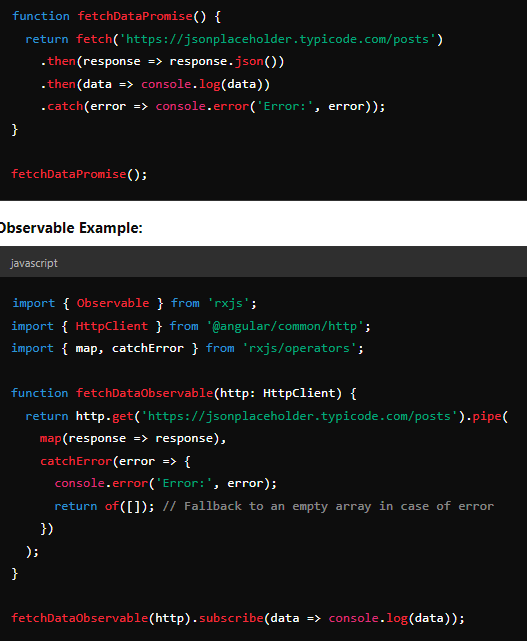 function fetchDataPromise() {
  return fetch('https://jsonplaceholder.typicode.com/posts')
    .then(response => response.json())
    .then(data => console.log(data))
    .catch(error => console.error('Error:', error));
}

fetchDataPromise();
Observable Example:
javascript
import { Observable } from 'rxjs';
import { HttpClient } from '@angular/common/http';
import { map, catchError } from 'rxjs/operators';

function fetchDataObservable(http: HttpClient) {
  return http.get('https://jsonplaceholder.typicode.com/posts').pipe(
    map(response => response),
    catchError(error => {
      console.error('Error:', error);
      return of([]); // Fallback to an empty array in case of error
    })
  );
}

fetchDataObservable(http).subscribe(data => console.log(data));